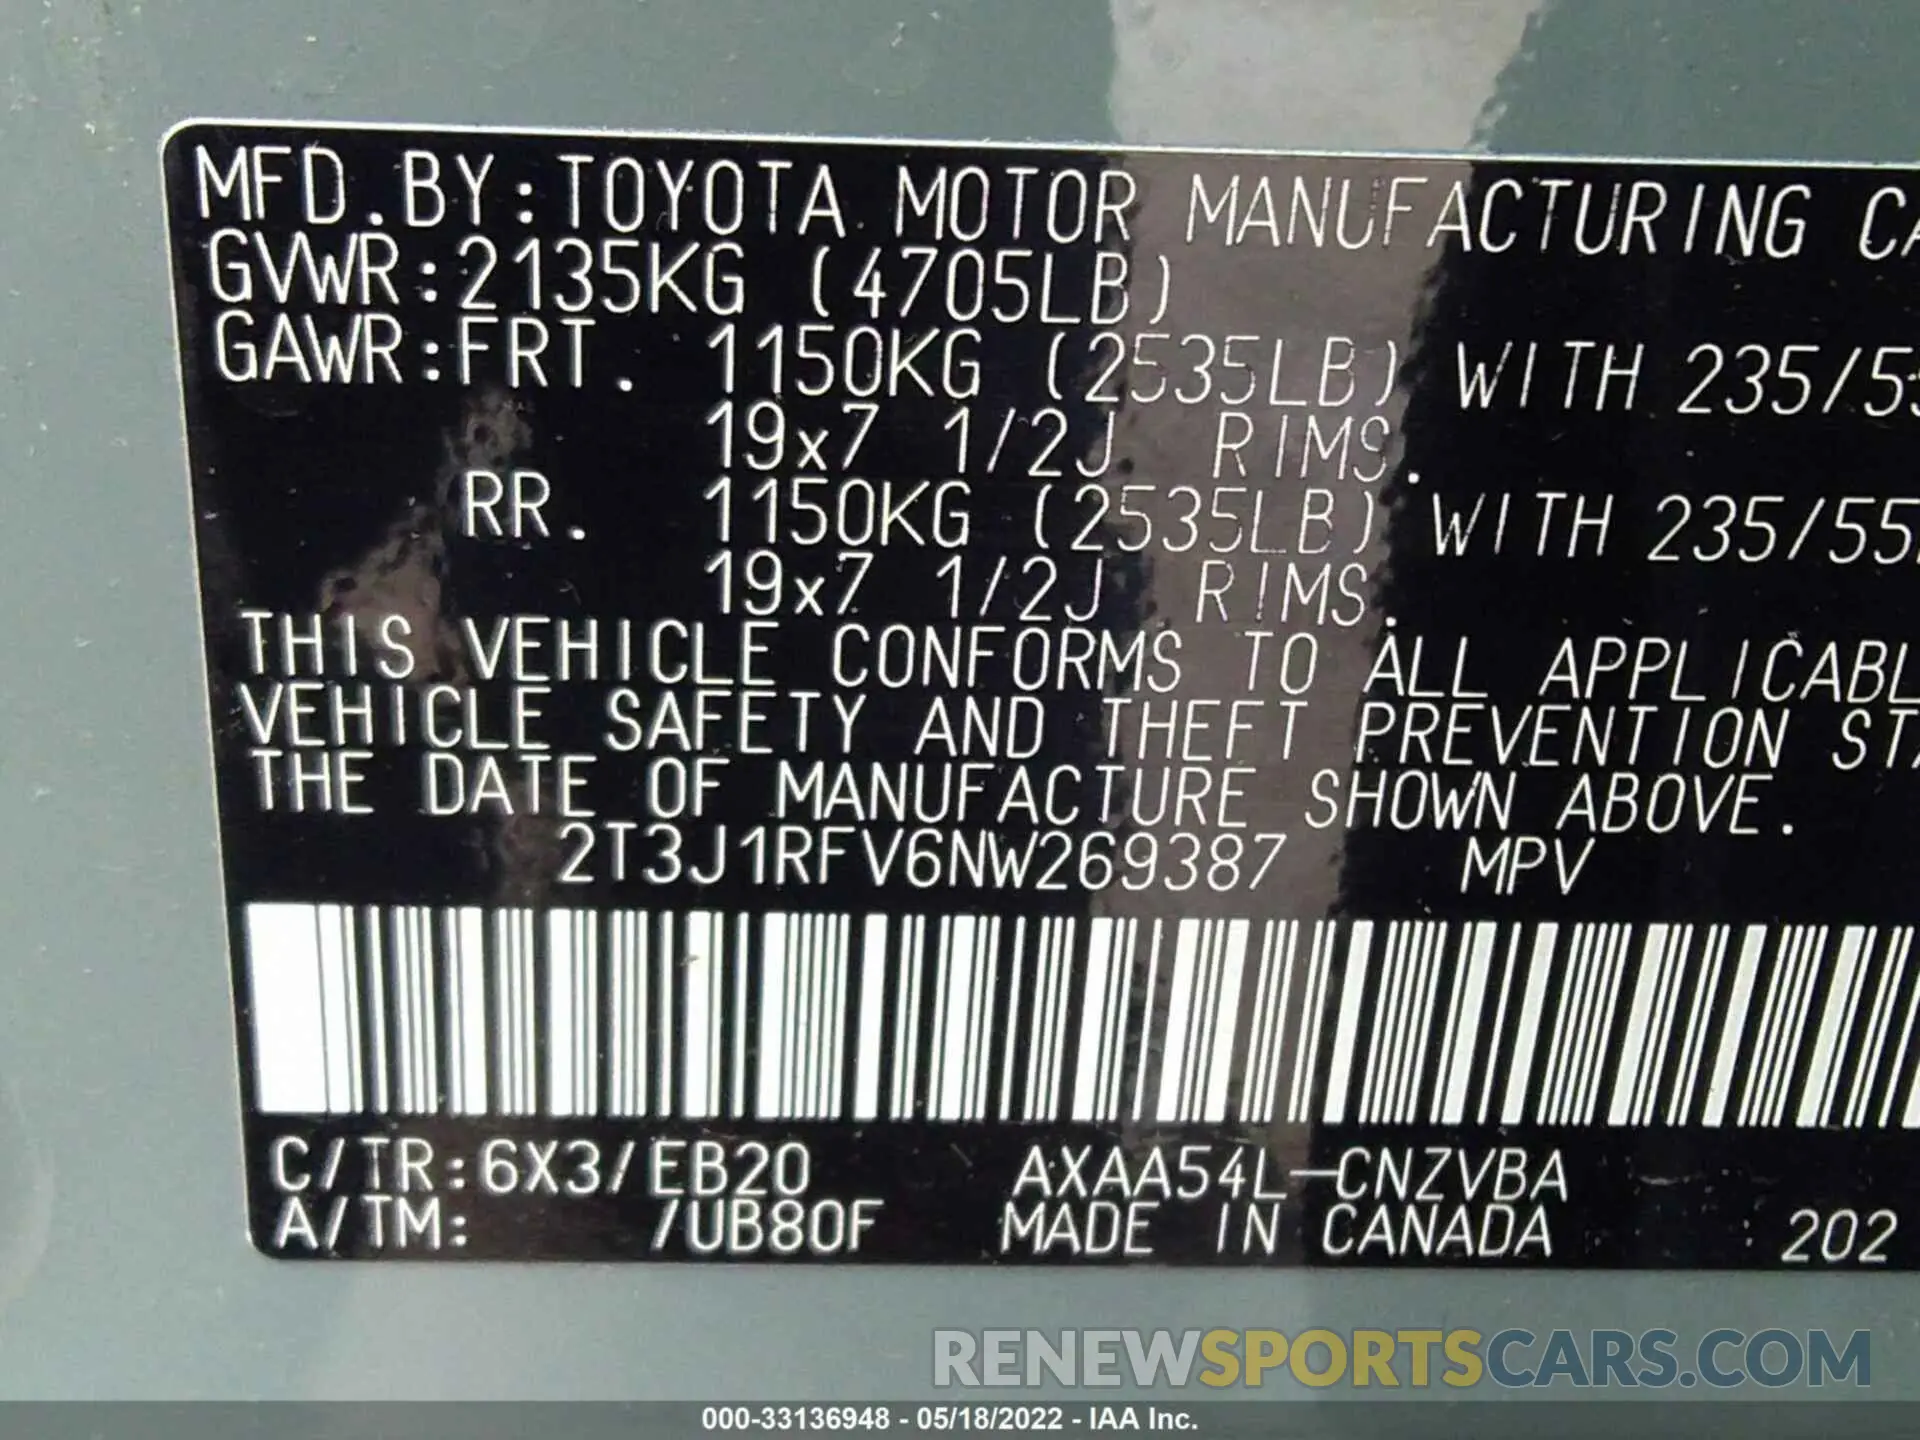 MFD.BY:TOYOTA MOTOR MANUFACTURING
GVWR:2135KG (4705LB)
GAWR:FRT. 1150KG (2535LB) WITH 235/55
19x7 1/2J RIMS.
RR. 1150KG (2535LB) WITH 235/55
19x7 1/2J RIMS.
THIS VEHICLE CONFORMS TO ALL APPLICABL
VEHICLE SAFETY AND THEFT PREVENTION STA
THE DATE OF MANUFACTURE SHOWN ABOVE.
2T3J1RFV6NW269387 MPV
C/TR:6X3/EB20 AXAA54L-CNZVBA
A/TM: /UB80F MADE IN CANADA 202
RENEWSPORTSCARS.COM
000-33136948 - 05/18/2022 - IAA Inc.